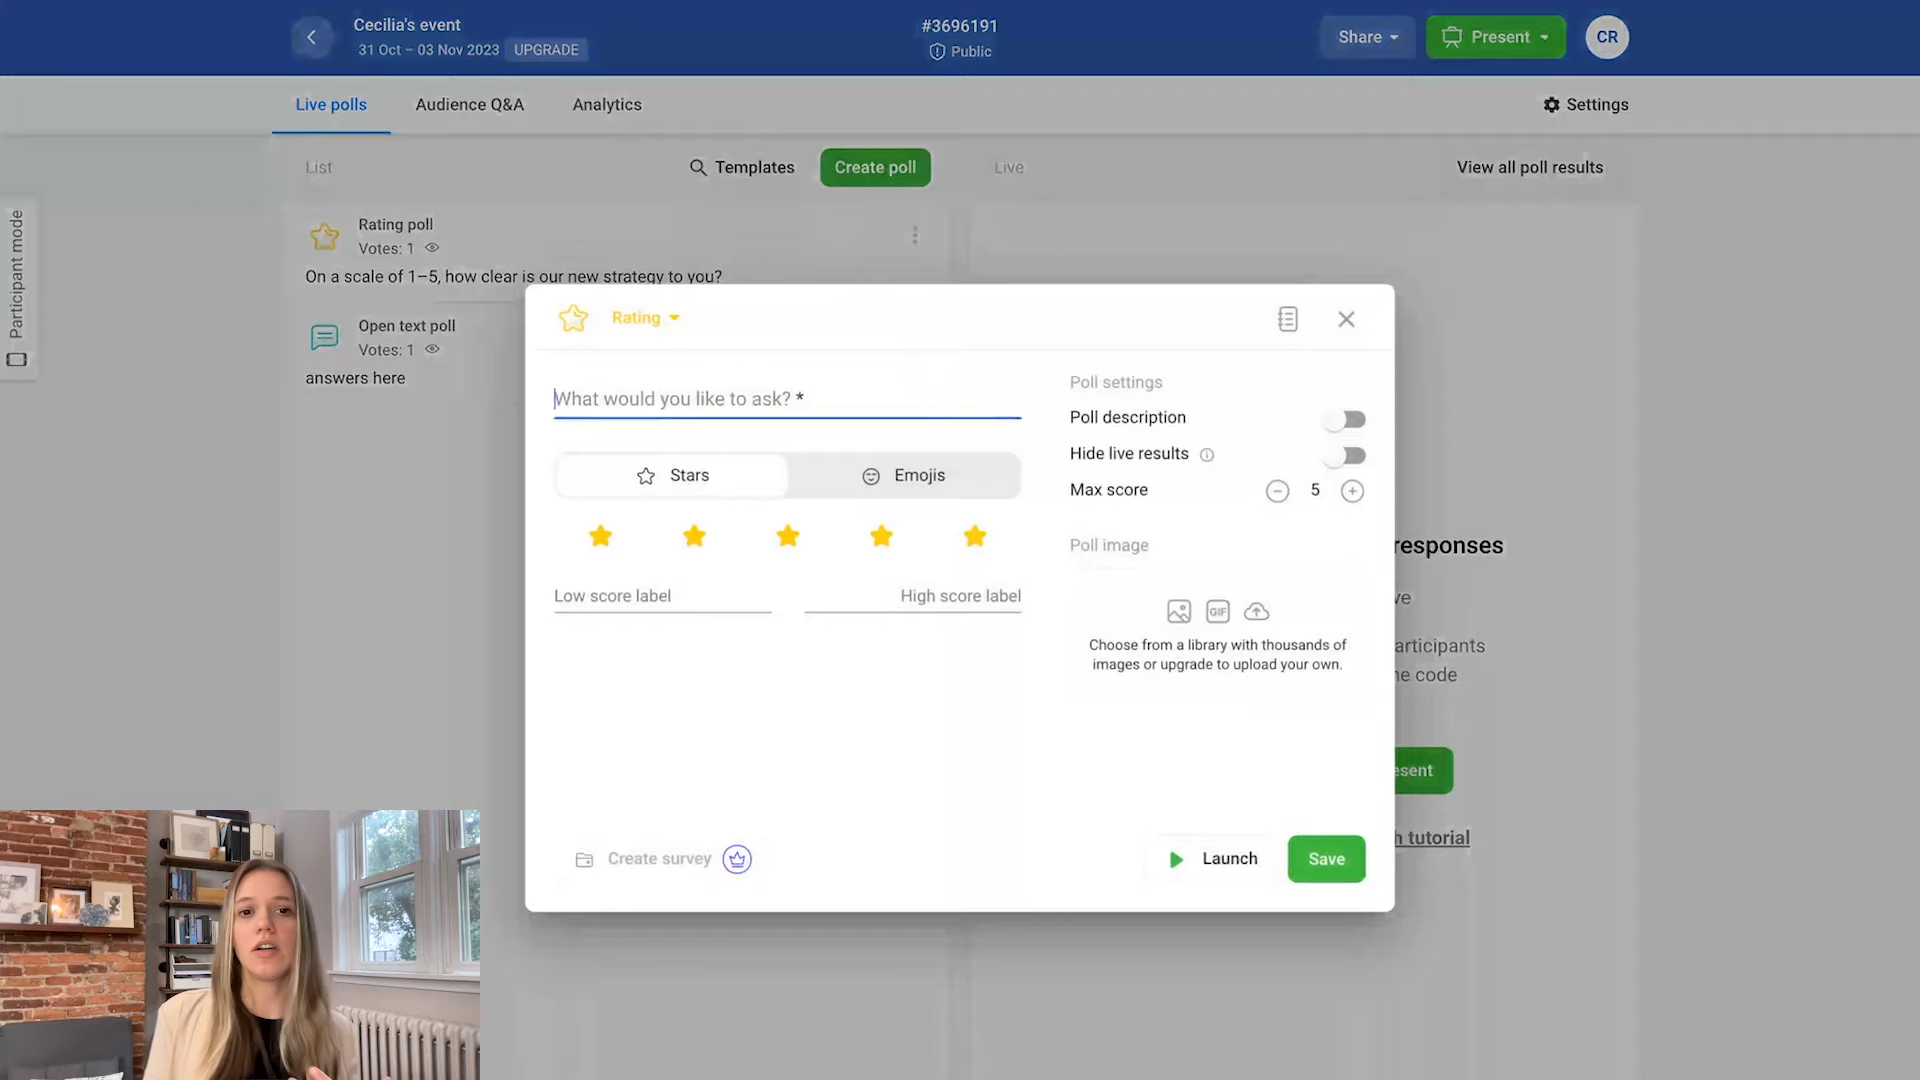 Cecilia's event
31 Oct – 03 Nov 2023 UPGRADE
#3696191
Public
Share
Present
CR
Live polls
Audience Q&A
Analytics
Settings
List
Templates
Create poll
Live
View all poll results
Participant mode
Rating poll
Votes: 1
On a scale of 1–5, how clear is our new strategy to you?
Open text poll
Votes: 1
answers here
Rating
What would you like to ask? *
Stars
Emojis
Low score label
High score label
Poll settings
Poll description
Hide live results
Max score
5
Poll image
GIF
Choose from a library with thousands of
images or upgrade to upload your own.
Create survey
Launch
Save
responses
ve
articipants
he code
esent
h tutorial